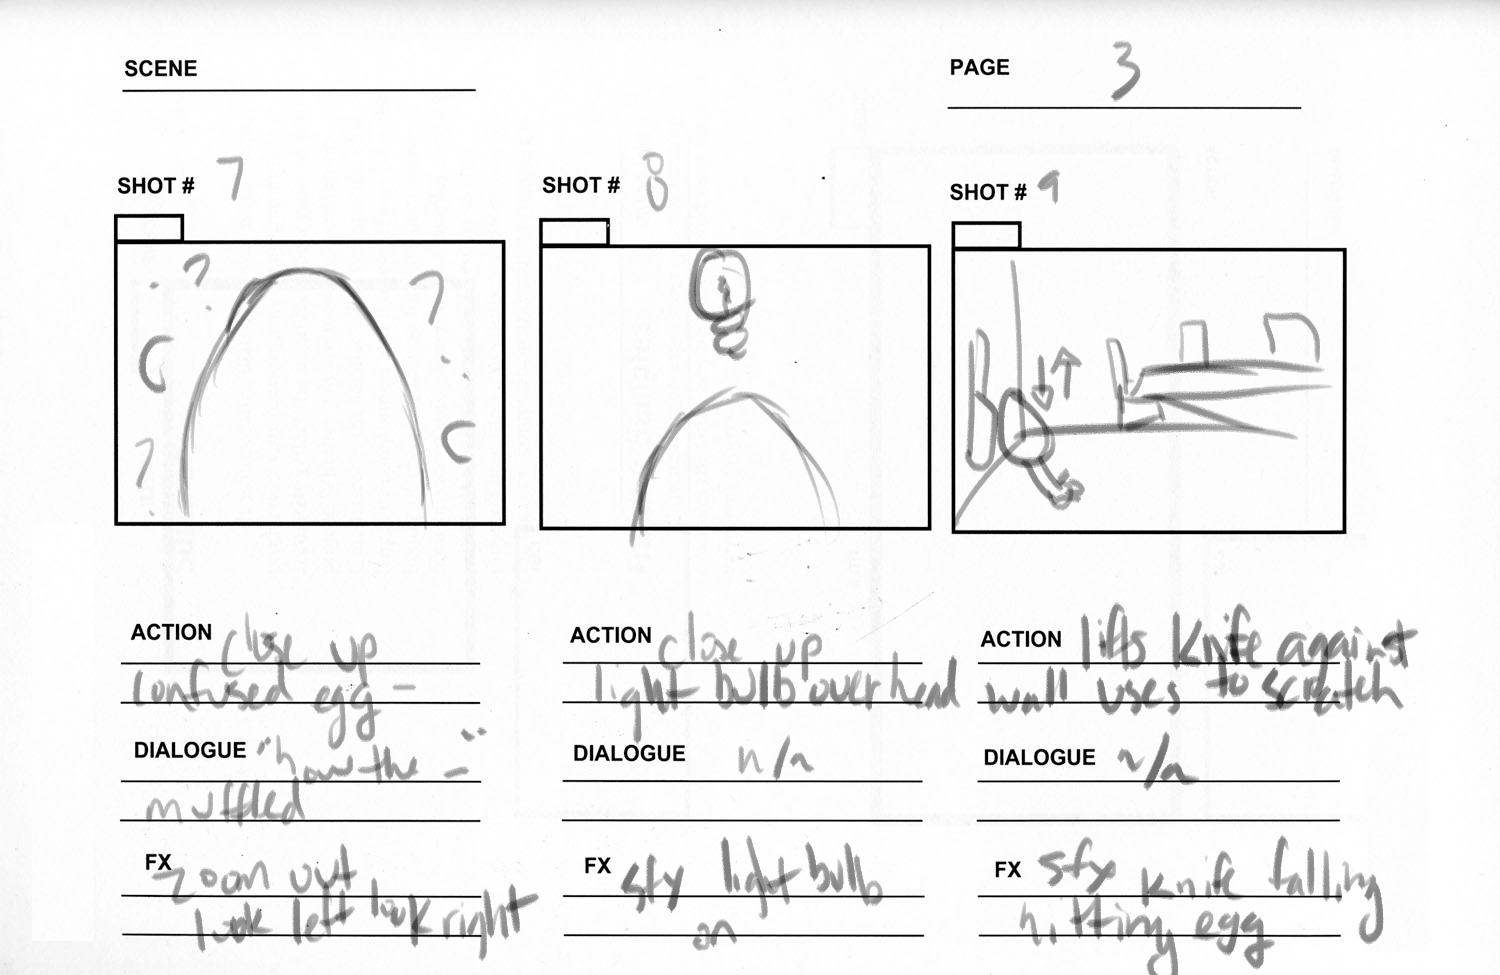 SCENE
PAGE 3
SHOT # 7
? ?
?
ACTION close up
confused egg –
DIALOGUE "how the –"
muffled
FX zoom out
look left look right
SHOT # 8
ACTION close up
light bulb over head
DIALOGUE n/a
FX sfx light bulb
on
SHOT # 9
ACTION lifts knife against
wall uses to scratch
DIALOGUE n/a
FX sfx knife falling
hitting egg